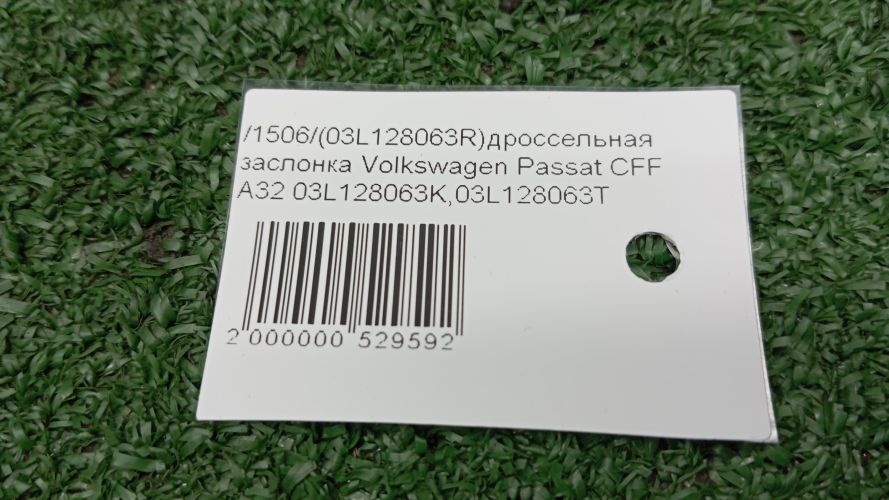 /1506/(03L128063R)дроссельная
заслонка Volkswagen Passat CFF
A32 03L128063K,03L128063T
2 000000 529592